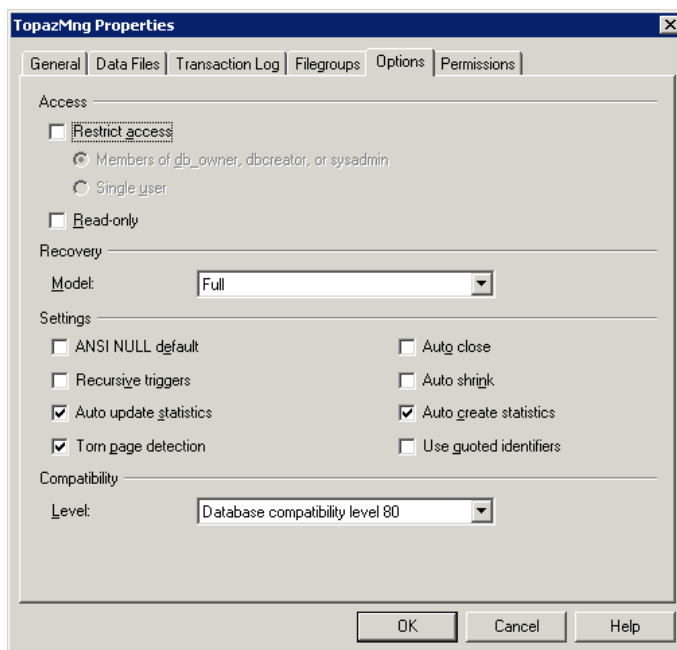 TopazMng Properties
General Data Files Transaction Log Filegroups Options Permissions
Access
Restrict access
Members of db_owner, dbcreator, or sysadmin
Single user
Read-only
Recovery
Model: Full
Settings
ANSI NULL default Auto close
Recursive triggers Auto shrink
Auto update statistics Auto create statistics
Torn page detection Use quoted identifiers
Compatibility
Level: Database compatibility level 80
OK Cancel Help